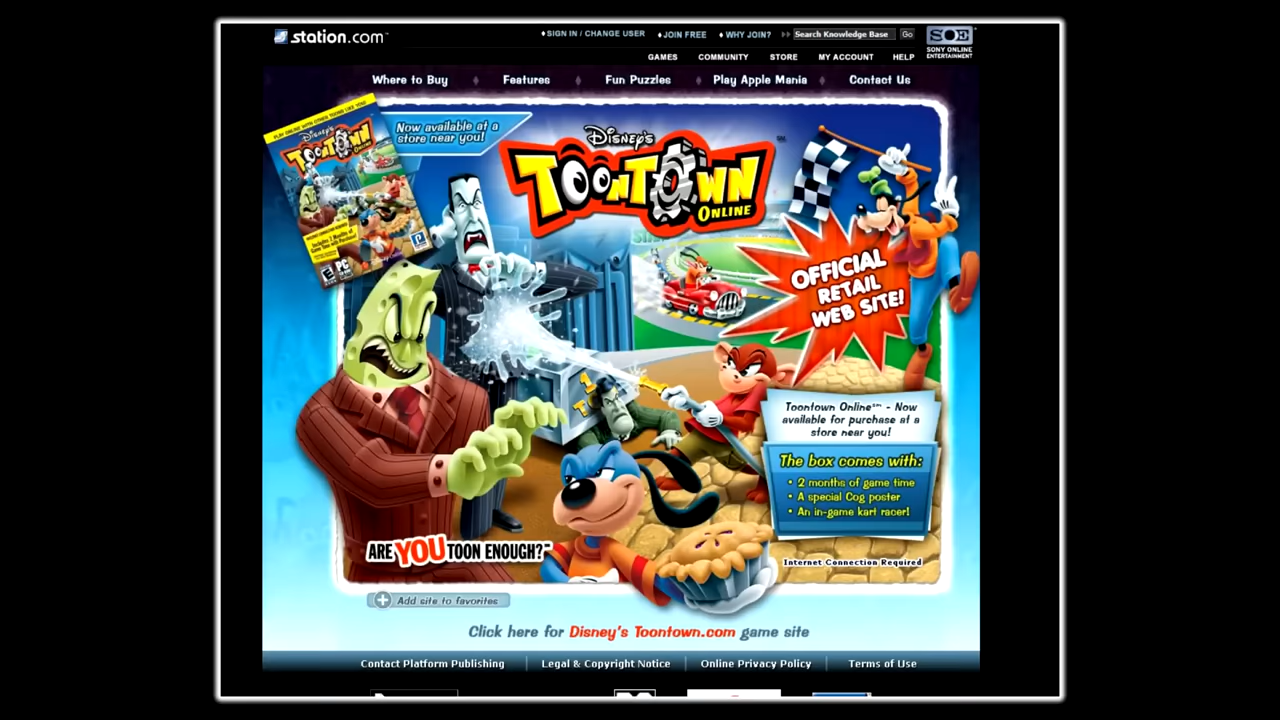 station.com
SIGN IN / CHANGE USER
JOIN FREE
WHY JOIN?
Search Knowledge Base
Go
SOE
SONY ONLINE
ENTERTAINMENT
GAMES
COMMUNITY
STORE
MY ACCOUNT
HELP
Where to Buy
Features
Fun Puzzles
Play Apple Mania
Contact Us
Disney's
TOONTOWN
ONLINE
PC
Now available at a
store near you!
Disney's
TOONTOWN
ONLINE
SM
OFFICIAL
RETAIL
WEB SITE!
Toontown Online℠ - Now
available for purchase at a
store near you!
The box comes with:
• 2 months of game time
• A special Cog poster
• An in-game kart racer!
ARE YOU TOON ENOUGH?
Internet Connection Required
Add site to favorites
Click here for Disney's Toontown.com game site
Contact Platform Publishing
Legal & Copyright Notice
Online Privacy Policy
Terms of Use